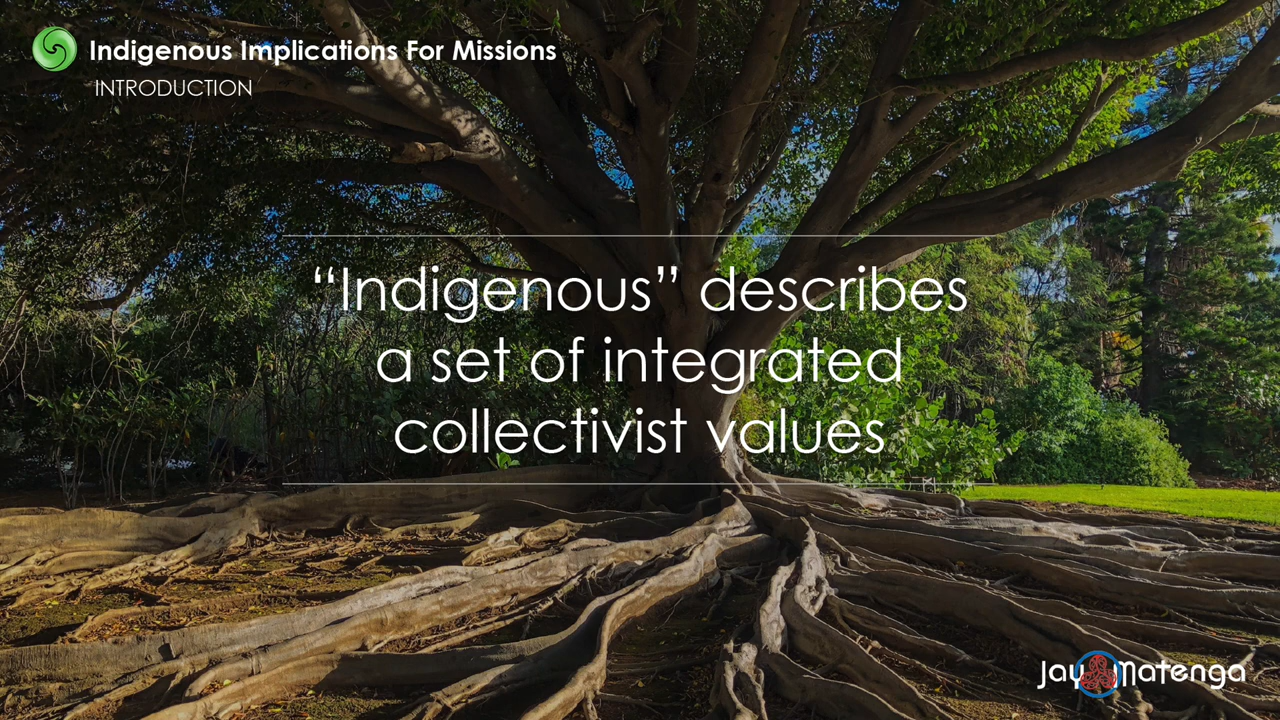 Indigenous Implications For Missions
INTRODUCTION
“Indigenous” describes
a set of integrated
collectivist values
Jay Matenga